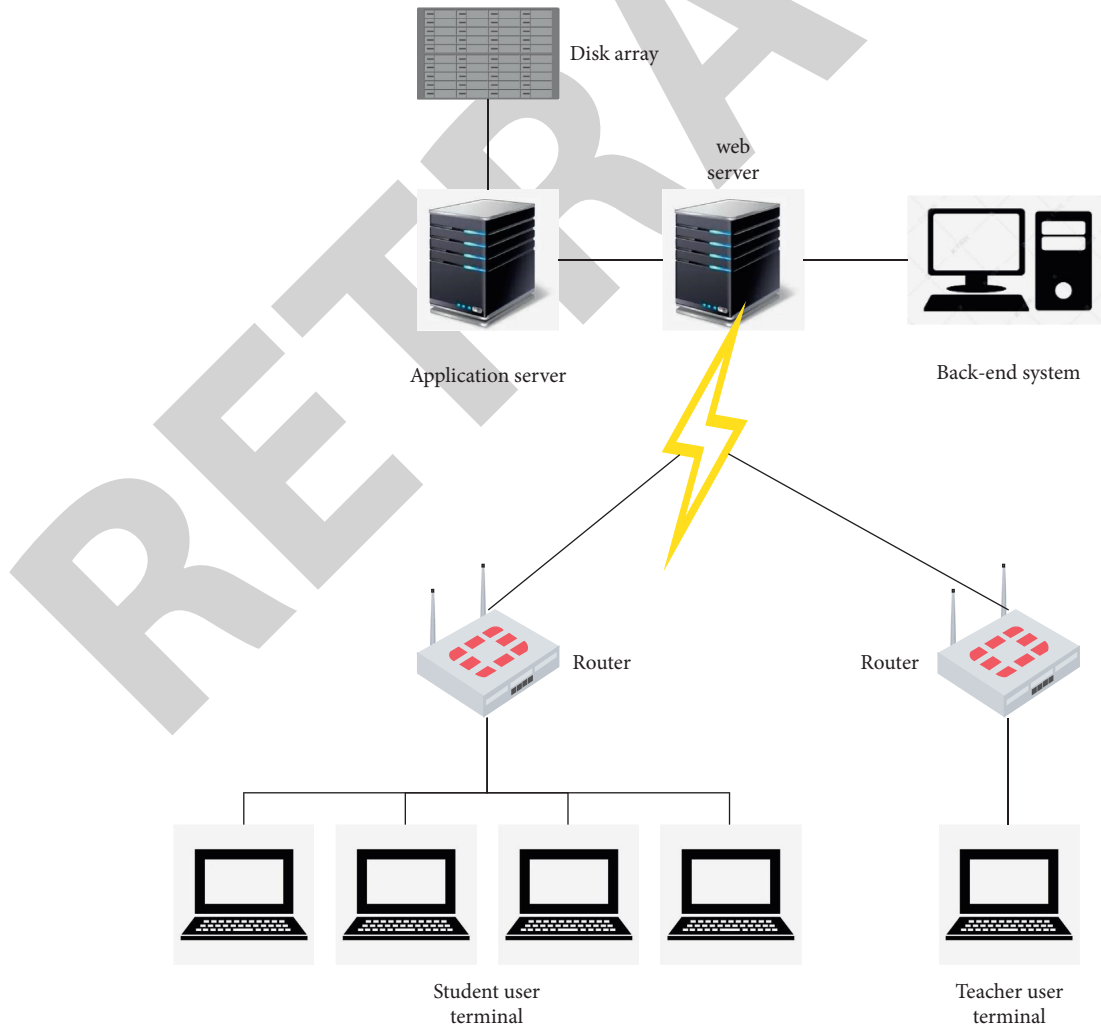 Disk array
web
server
Application server
Back-end system
Router
Router
Student user
terminal
Teacher user
terminal
RETRA